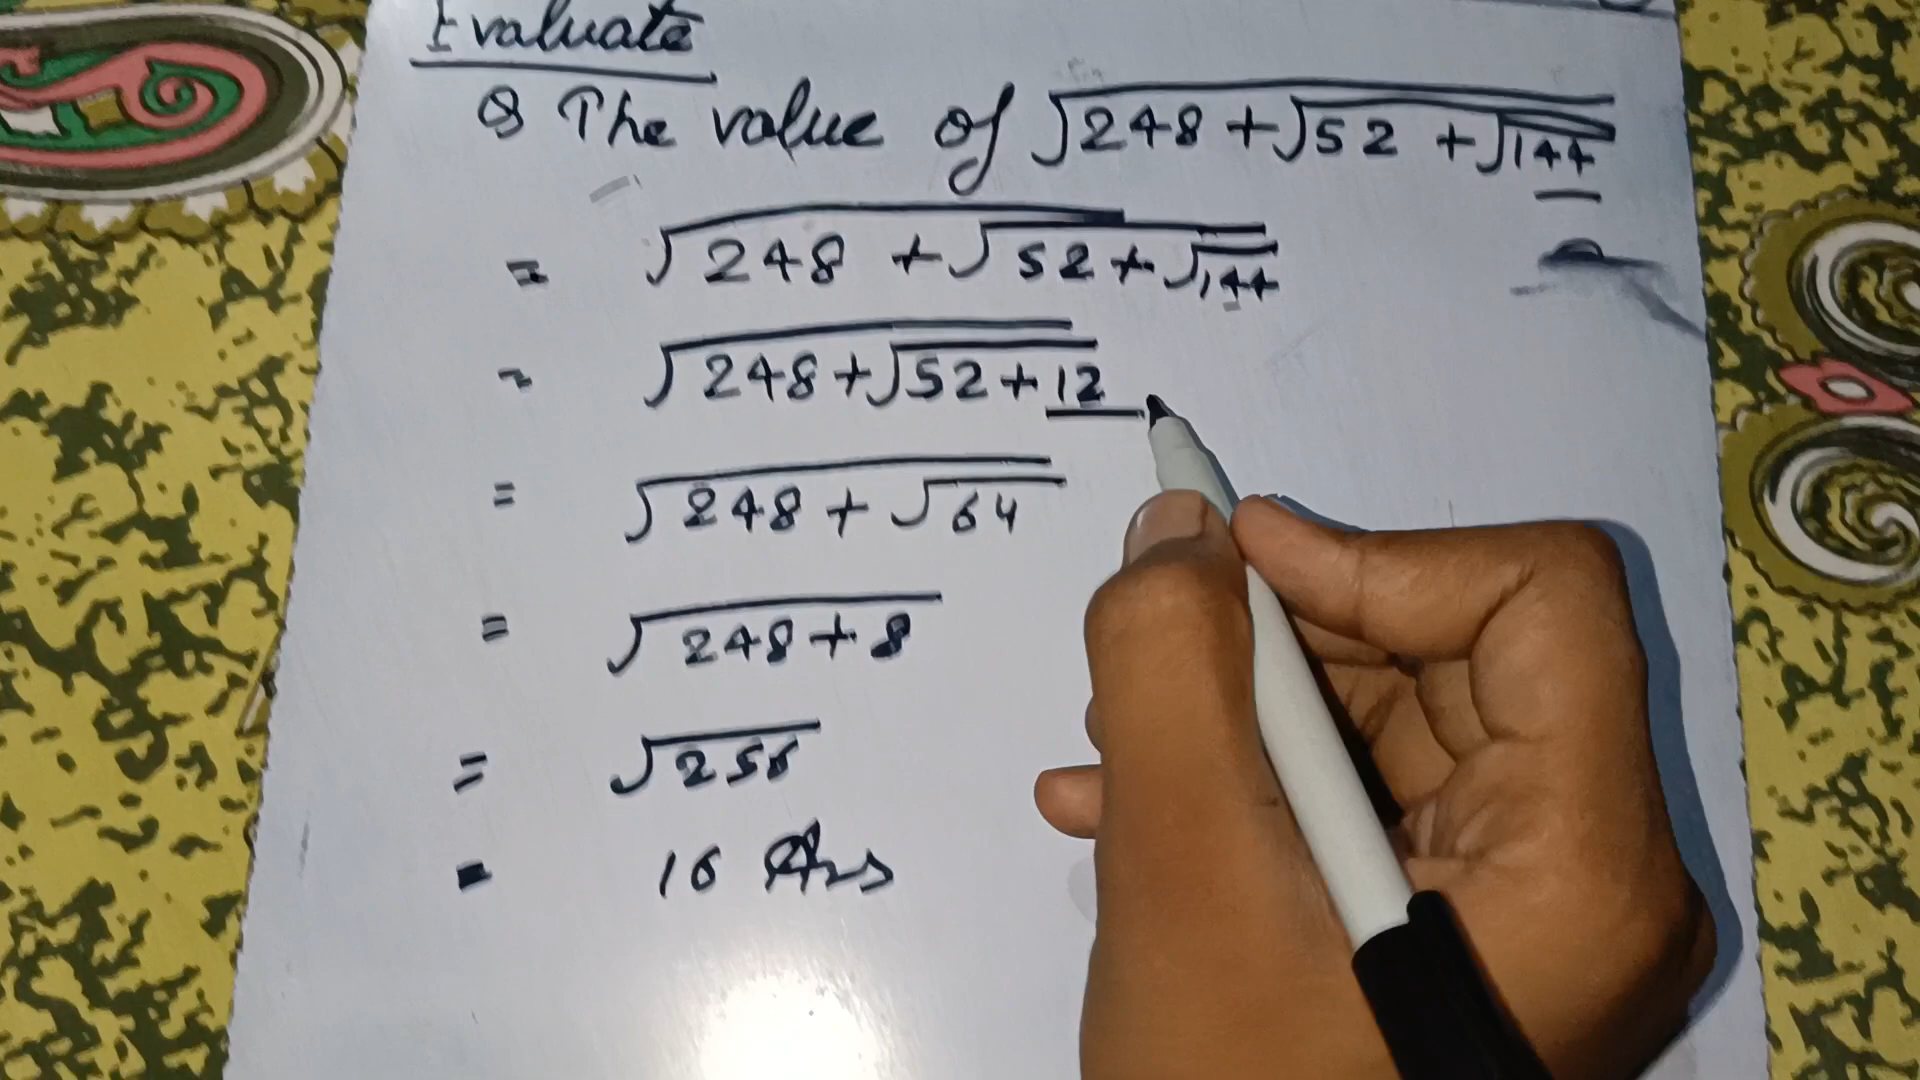 Evaluate
Q The value of √248+√52+√144
= √248+√52+√144
= √248+√52+12
= √248+√64
= √248+8
= √256
= 16 Ans